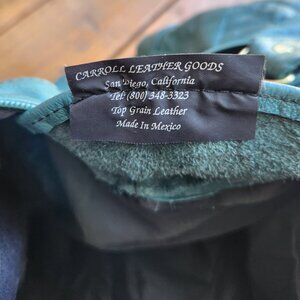 CARROLL LEATHER GOODS
San Diego, California
Tel: (800) 348-3323
Top Grain Leather
Made In Mexico